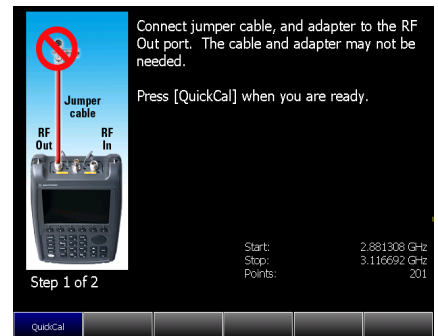 Connect jumper cable, and adapter to the RF
Out port. The cable and adapter may not be
needed.
Press [QuickCal] when you are ready.
Jumper
cable
RF
Out
RF
In
Start: 2.881308 GHz
Stop: 3.116692 GHz
Points: 201
Step 1 of 2
QuickCal